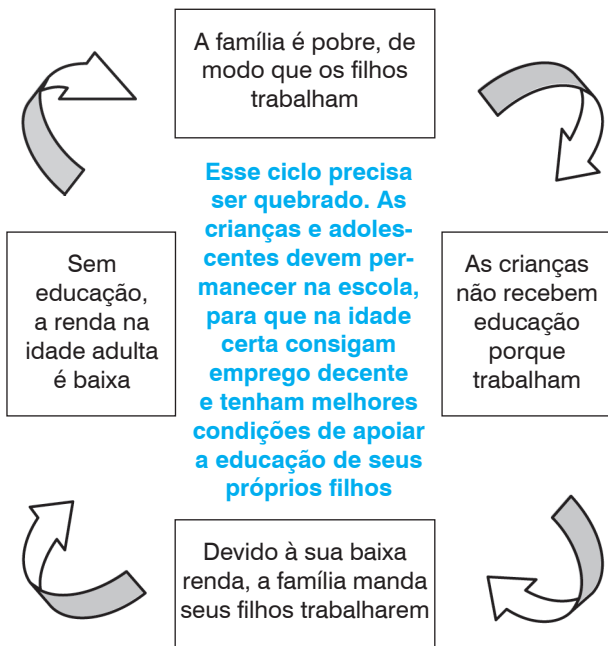 A família é pobre, de
modo que os filhos
trabalham
Esse ciclo precisa
ser quebrado. As
crianças e adoles-
centes devem per-
manecer na escola,
para que na idade
certa consigam
emprego decente
e tenham melhores
condições de apoiar
a educação de seus
próprios filhos
Sem
educação,
a renda na
idade adulta
é baixa
As crianças
não recebem
educação
porque
trabalham
Devido à sua baixa
renda, a família manda
seus filhos trabalharem